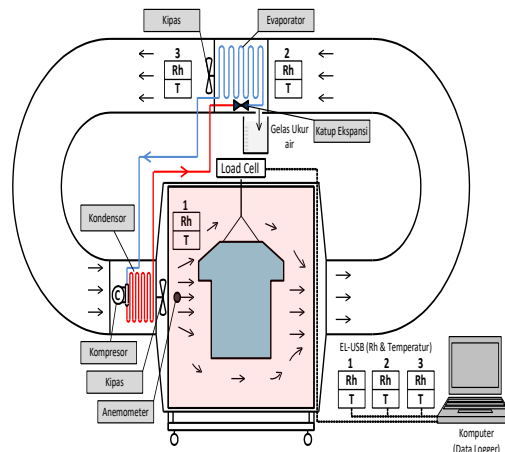 Kipas
Evaporator
3
Rh
T
2
Rh
T
Gelas Ukur
air
Katup Ekspansi
Load Cell
Kondensor
1
Rh
T
C
Kompresor
Kipas
Anemometer
EL-USB (Rh & Temperatur)
1 2 3
Rh Rh Rh
T T T
Komputer
(Data Logger)